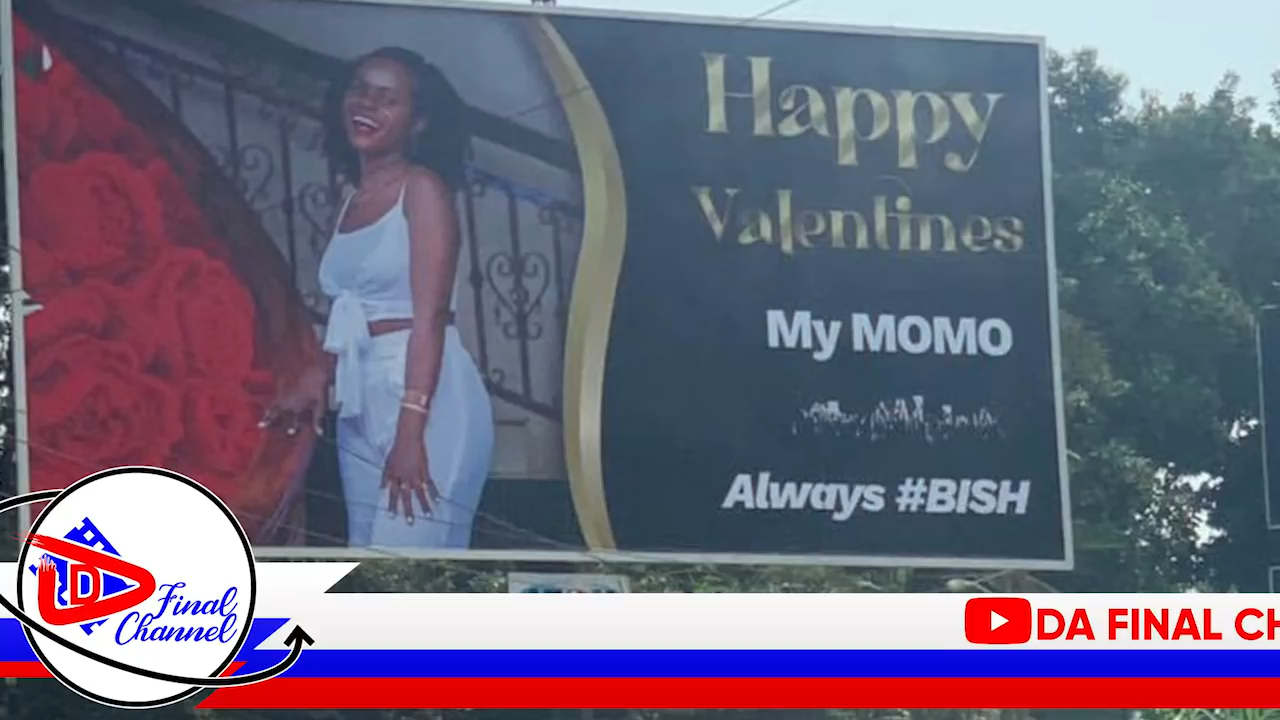 Happy
Valentines
My MOMO
Always #BISH
D
Final
Channel
DA FINAL CH